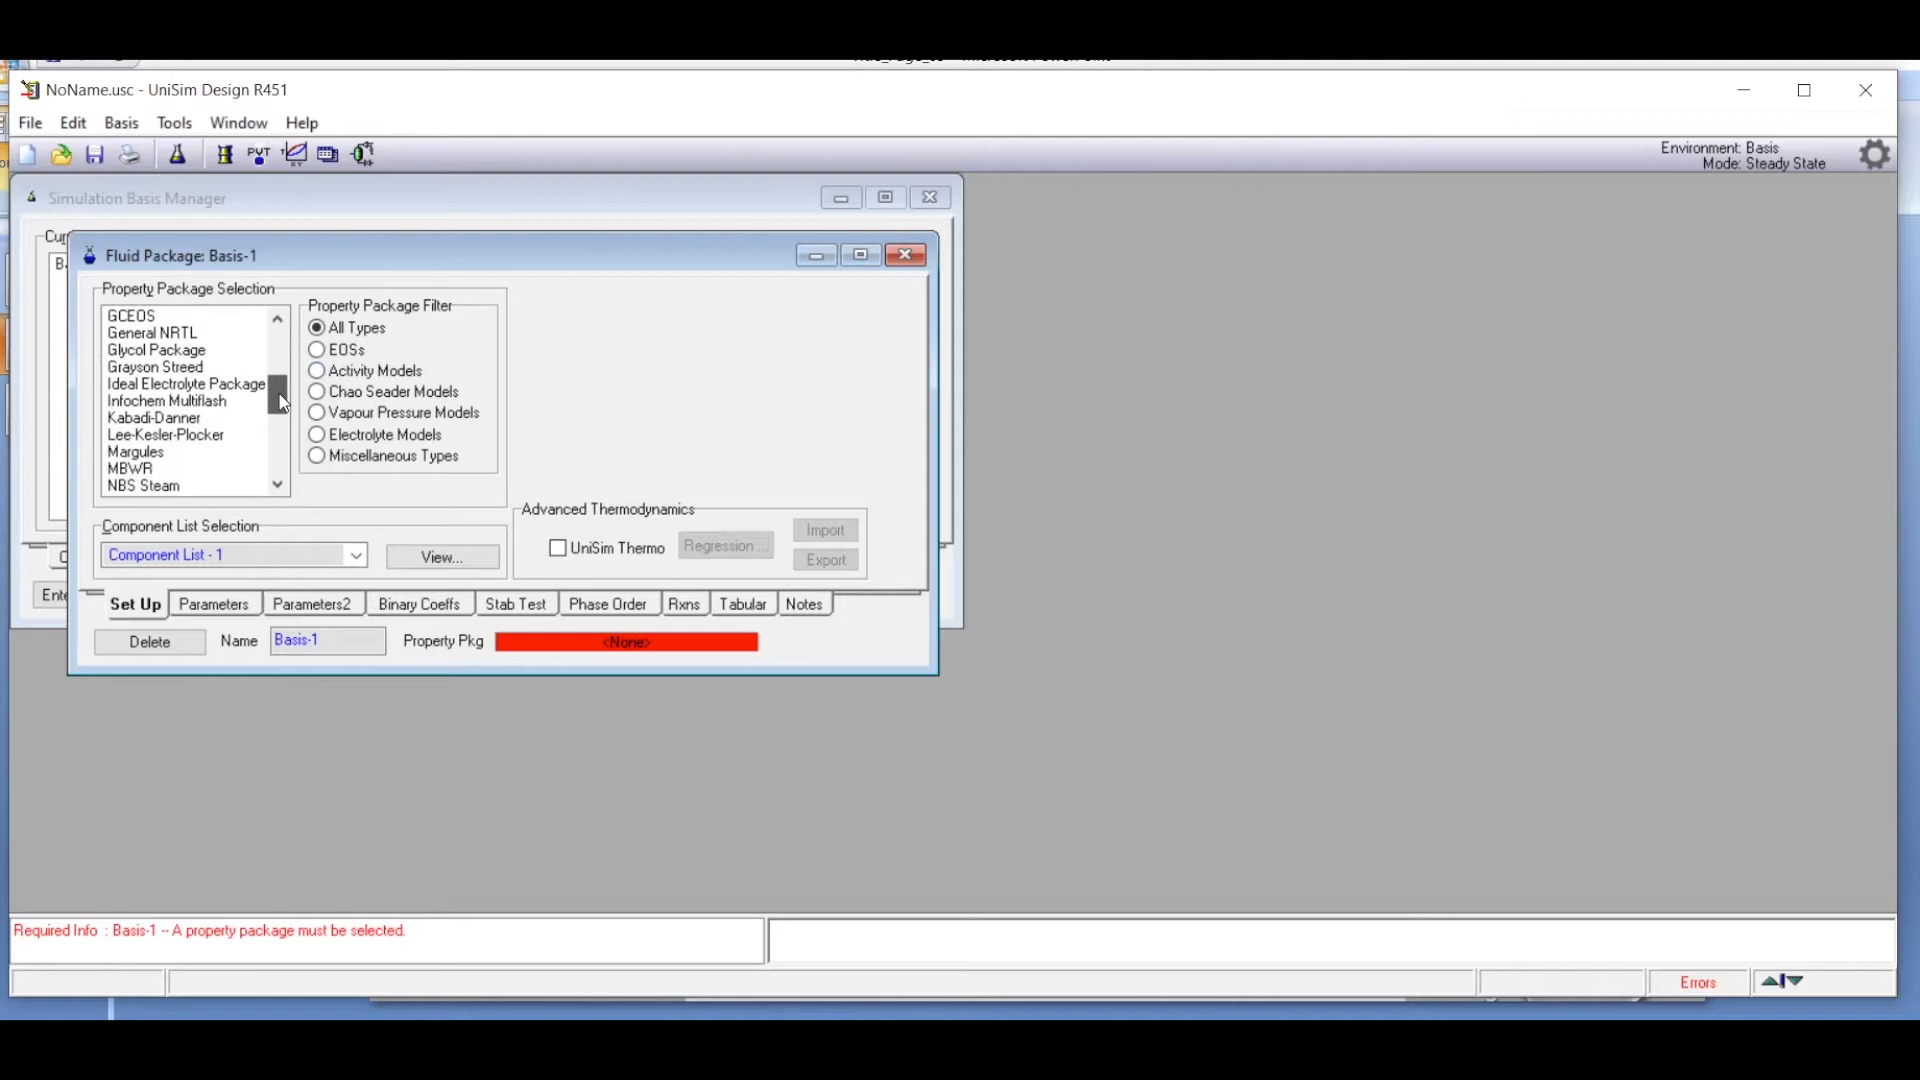 NoName.usc - UniSim Design R451
File Edit Basis Tools Window Help
PVT
Environment: Basis
Mode: Steady State
Simulation Basis Manager
Fluid Package: Basis-1
Property Package Selection
GCEOS
General NRTL
Glycol Package
Grayson Streed
Ideal Electrolyte Package
Infochem Multiflash
Kabadi-Danner
Lee-Kesler-Plocker
Margules
MBWR
NBS Steam
Property Package Filter
All Types
EOSs
Activity Models
Chao Seader Models
Vapour Pressure Models
Electrolyte Models
Miscellaneous Types
Component List Selection
Component List - 1
View...
Advanced Thermodynamics
UniSim Thermo
Regression ...
Import
Export
Set Up Parameters Parameters2 Binary Coeffs Stab Test Phase Order Rxns Tabular Notes
Delete Name Basis-1 Property Pkg <None>
Required Info : Basis-1 -- A property package must be selected.
Errors